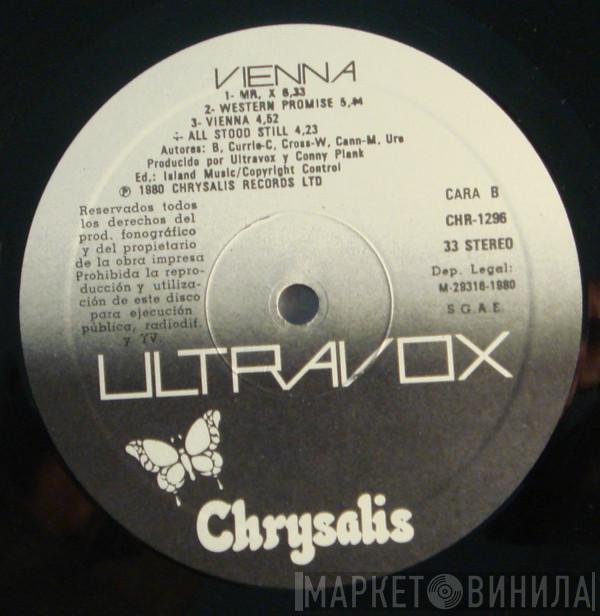 VIENNA
1- MR. X 6,33
2- WESTERN PROMISE 5,14
3- VIENNA 4,52
4- ALL STOOD STILL 4,23
Autores: B, Currie-C, Cross-W, Cann-M, Ure
Producido por Ultravox y Conny Plank
Ed.: Island Music/Copyright Control
℗ 1980 CHRYSALIS RECORDS LTD
Reservados todos
los derechos del
prod. fonográfico
y del propietario
de la obra impresa
Prohibida la repro-
ducción y utiliza-
ción de este disco
para ejecución
pública, radiodif.
y TV.
CARA B
CHR-1296
33 STEREO
Dep. Legal:
M-29316-1980
S.G.A.E.
ULTRAVOX
Chrysalis
МАРКЕТ ВИНИЛА